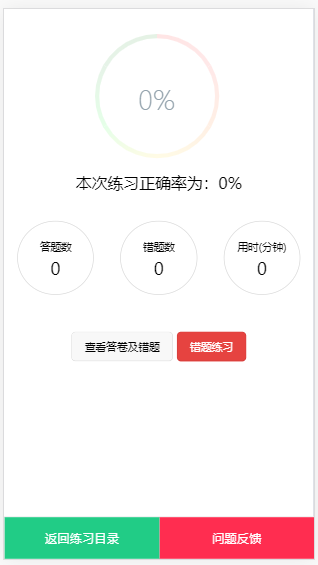 0%
本次练习正确率为：0%
答题数
0
错题数
0
用时(分钟)
0
查看答卷及错题
错题练习
返回练习目录
问题反馈